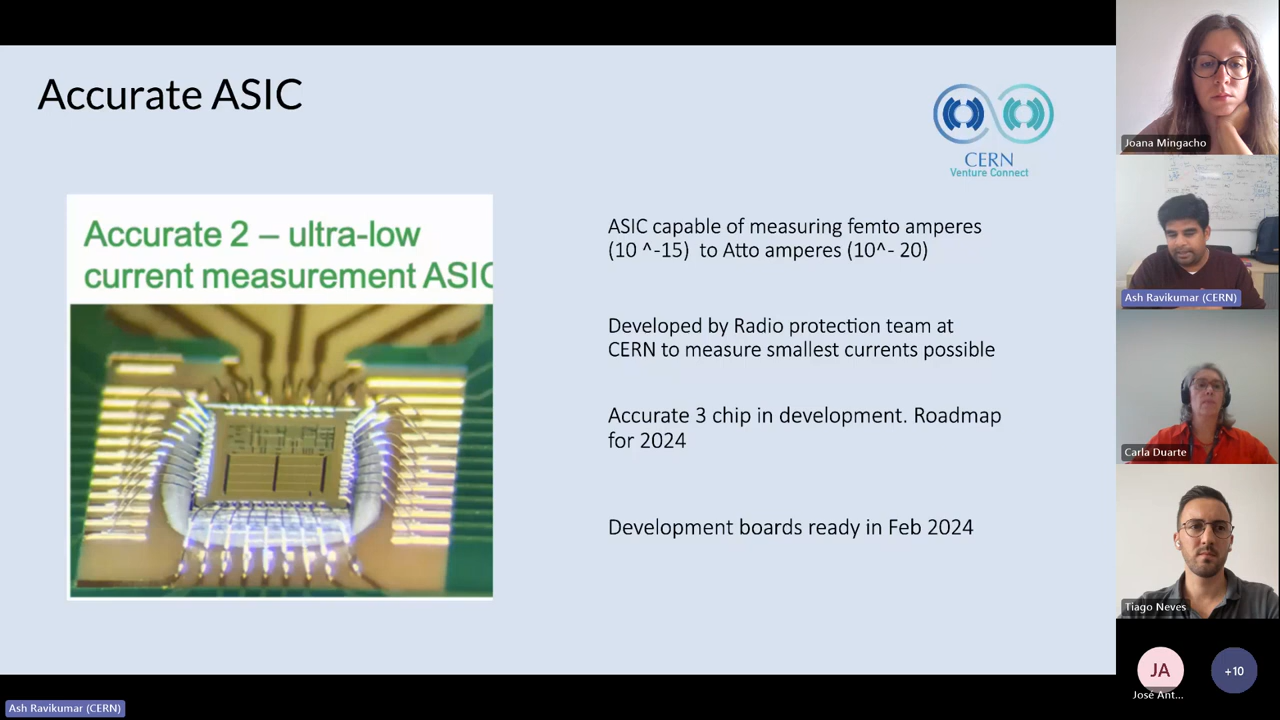 Accurate ASIC
CERN
Venture Connect
Accurate 2 – ultra-low
current measurement ASIC
ASIC capable of measuring femto amperes
(10 ^-15)  to Atto amperes (10^- 20)
Developed by Radio protection team at
CERN to measure smallest currents possible
Accurate 3 chip in development. Roadmap
for 2024
Development boards ready in Feb 2024
Joana Mingacho
Ash Ravikumar (CERN)
Carla Duarte
Tiago Neves
JA
José Ant...
+10
Ash Ravikumar (CERN)